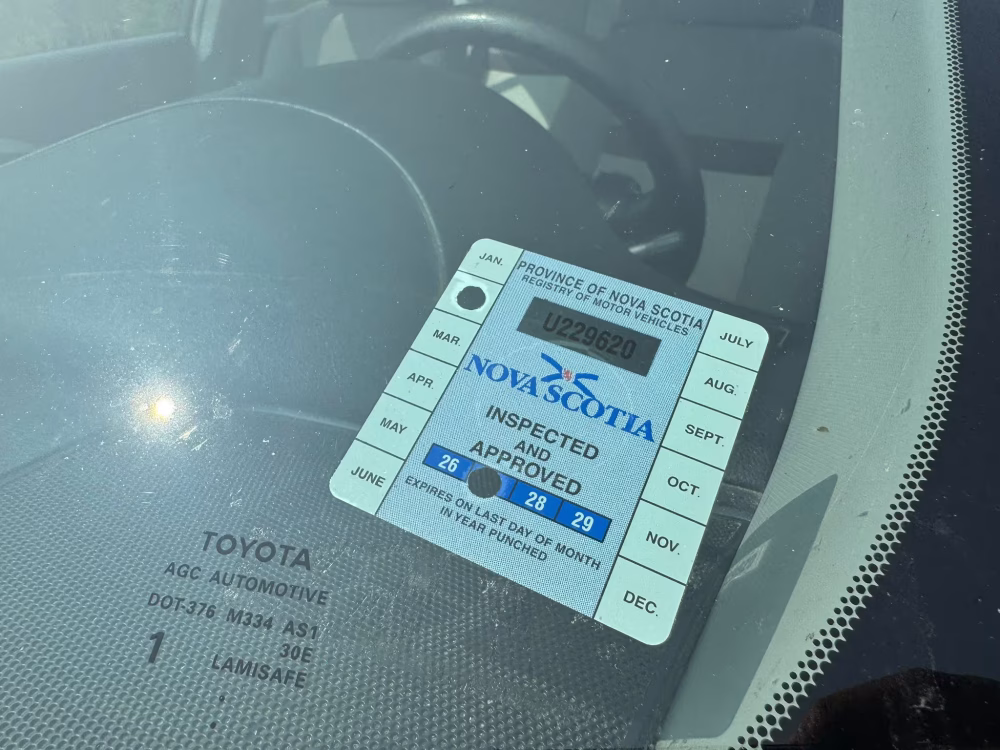 JAN.
MAR.
APR.
MAY
JUNE
PROVINCE OF NOVA SCOTIA
REGISTRY OF MOTOR VEHICLES
U229620
NOVA SCOTIA
INSPECTED
AND
APPROVED
26 28 29
EXPIRES ON LAST DAY OF MONTH
IN YEAR PUNCHED
JULY
AUG.
SEPT.
OCT.
NOV.
DEC.
TOYOTA
AGC AUTOMOTIVE
DOT-376 M334 AS1
30E
1 LAMISAFE